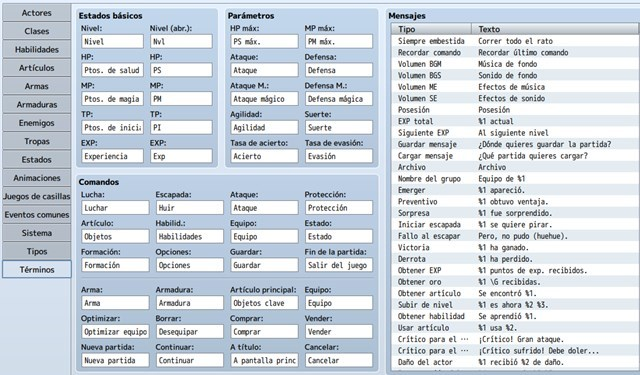 Actores
Clases
Habilidades
Artículos
Armas
Armaduras
Enemigos
Tropas
Estados
Animaciones
Juegos de casillas
Eventos comunes
Sistema
Tipos
Términos
Estados básicos
Nivel: Nivel (abr.):
Nivel Nvl
HP: HP:
Ptos. de salud PS
MP: MP:
Ptos. de magia PM
TP: TP:
Ptos. de inicia PI
EXP: EXP:
Experiencia Exp
Parámetros
HP máx: MP máx:
PS máx. PM máx.
Ataque: Defensa:
Ataque Defensa
Ataque M.: Defensa M.:
Ataque mágico Defensa mágica
Agilidad: Suerte:
Agilidad Suerte
Tasa de acierto: Tasa de evasión:
Acierto Evasión
Comandos
Lucha: Escapada: Ataque: Protección:
Luchar Huir Ataque Protección
Artículo: Habilid.: Equipo: Estado:
Objetos Habilidades Equipo Estado
Formación: Opciones: Guardar: Fin de la partida:
Formación Opciones Guardar Salir del juego
Arma: Armadura: Artículo principal: Equipo:
Arma Armadura Objetos clave Equipo
Optimizar: Borrar: Comprar: Vender:
Optimizar equipo Desequipar Comprar Vender
Nueva partida: Continuar: A título: Cancelar:
Nueva partida Continuar A pantalla princ Cancelar
Mensajes
Tipo Texto
Siempre embestida Correr todo el rato
Recordar comando Recordar último comando
Volumen BGM Música de fondo
Volumen BGS Sonido de fondo
Volumen ME Efectos de música
Volumen SE Efectos de sonido
Posesión Posesión
EXP total %1 actual
Siguiente EXP Al siguiente nivel
Guardar mensaje ¿Dónde quieres guardar la partida?
Cargar mensaje ¿Qué partida quieres cargar?
Archivo Archivo
Nombre del grupo Equipo de %1
Emerger %1 apareció.
Preventivo %1 obtuvo ventaja.
Sorpresa %1 fue sorprendido.
Iniciar escapada %1 se quiere pirar.
Fallo al escapar Pero, no pudo (huehue).
Victoria %1 ha ganado.
Derrota %1 ha perdido.
Obtener EXP %1 puntos de exp. recibidos.
Obtener oro %1 \G recibidas.
Obtener artículo Se encontró %1.
Subir de nivel %1 es ahora %2 %3.
Obtener habilidad Se aprendió %1.
Usar artículo %1 usa %2.
Crítico para el … ¡Crítico! Gran ataque.
Crítico para el … ¡Crítico sufrido! Debe doler...
Daño del actor %1 recibió %2 de daño.